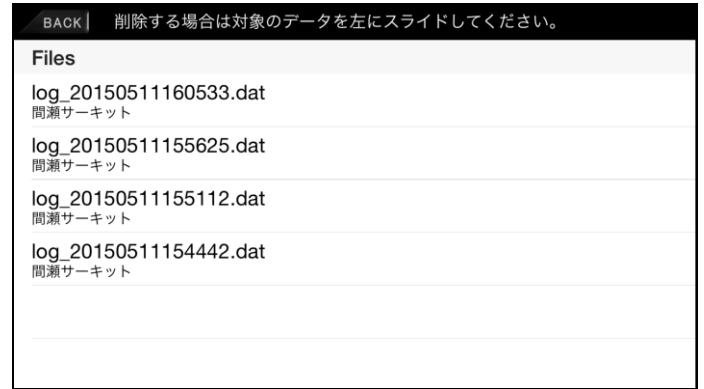 BACK 削除する場合は対象のデータを左にスライドしてください。
Files
log_20150511160533.dat
間瀬サーキット
log_20150511155625.dat
間瀬サーキット
log_20150511155112.dat
間瀬サーキット
log_20150511154442.dat
間瀬サーキット